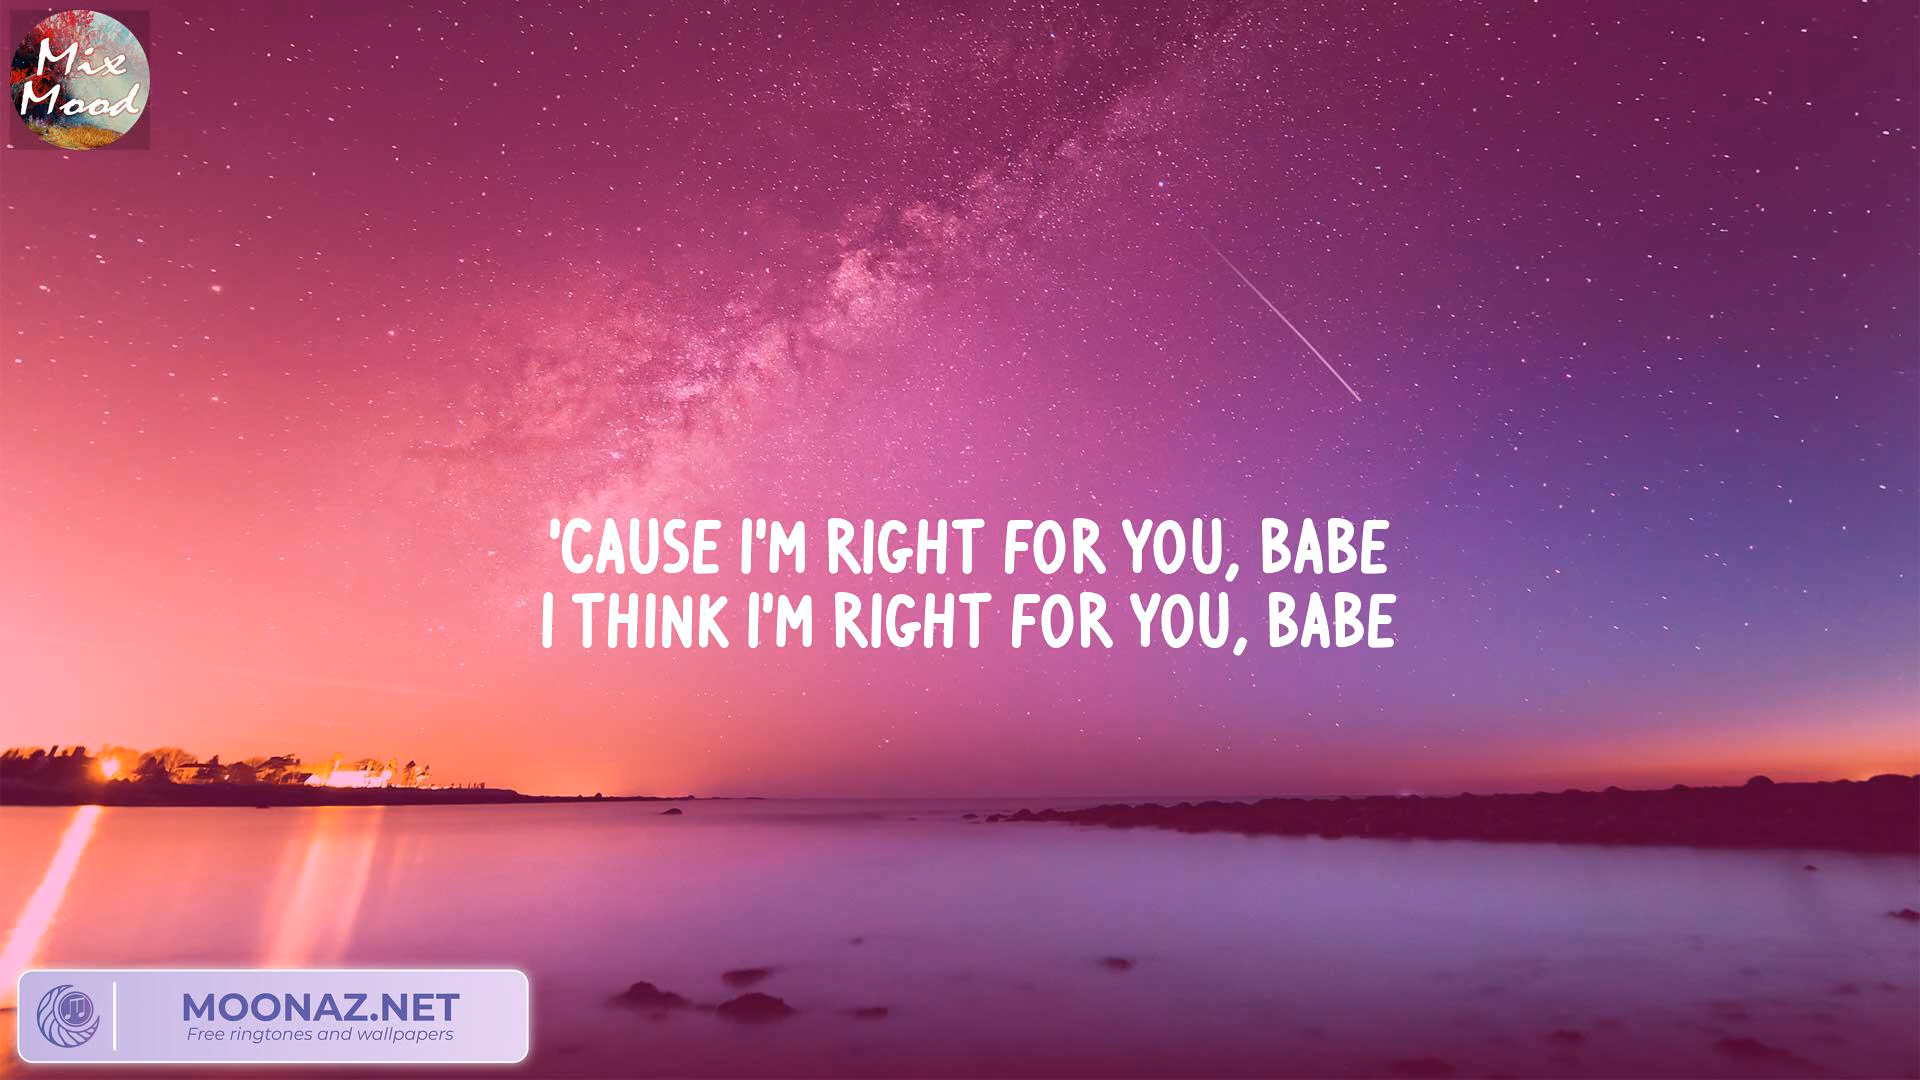 Mix
Mood
'CAUSE I'M RIGHT FOR YOU, BABE
I THINK I'M RIGHT FOR YOU, BABE
MOONAZ.NET
Free ringtones and wallpapers